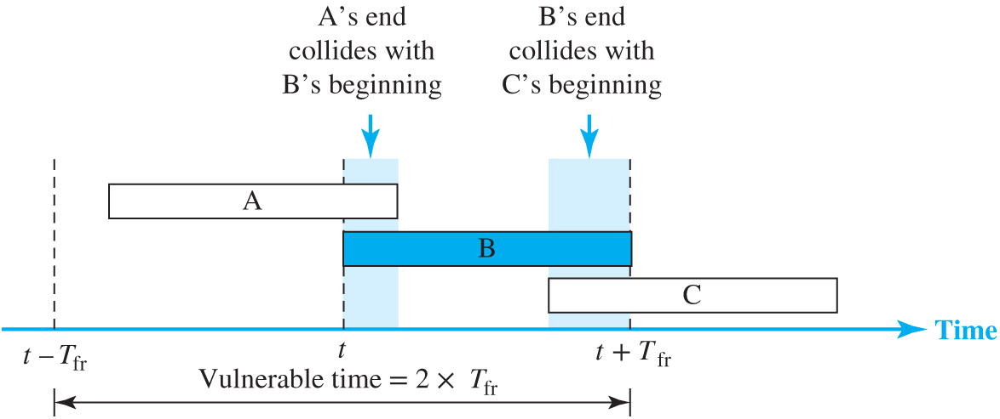 A’s end
collides with
B’s beginning
B’s end
collides with
C’s beginning
A
B
C
Time
t – Tfr
t
t + Tfr
Vulnerable time = 2 × Tfr